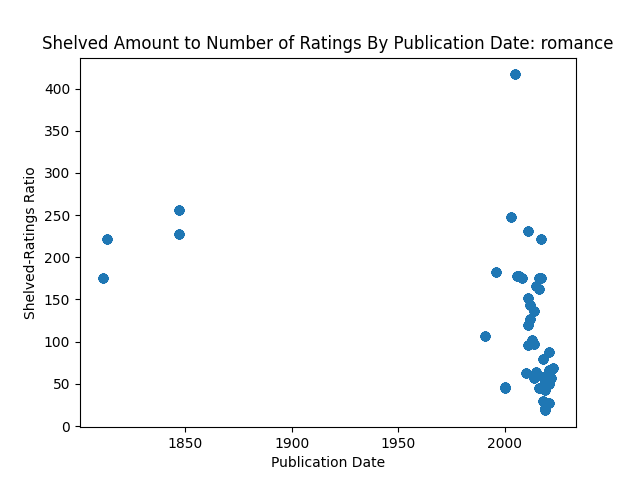 Shelved Amount to Number of Ratings By Publication Date: romance
400
350
300
250
200
150
100
50
0
Shelved-Ratings Ratio
1850 1900 1950 2000
Publication Date